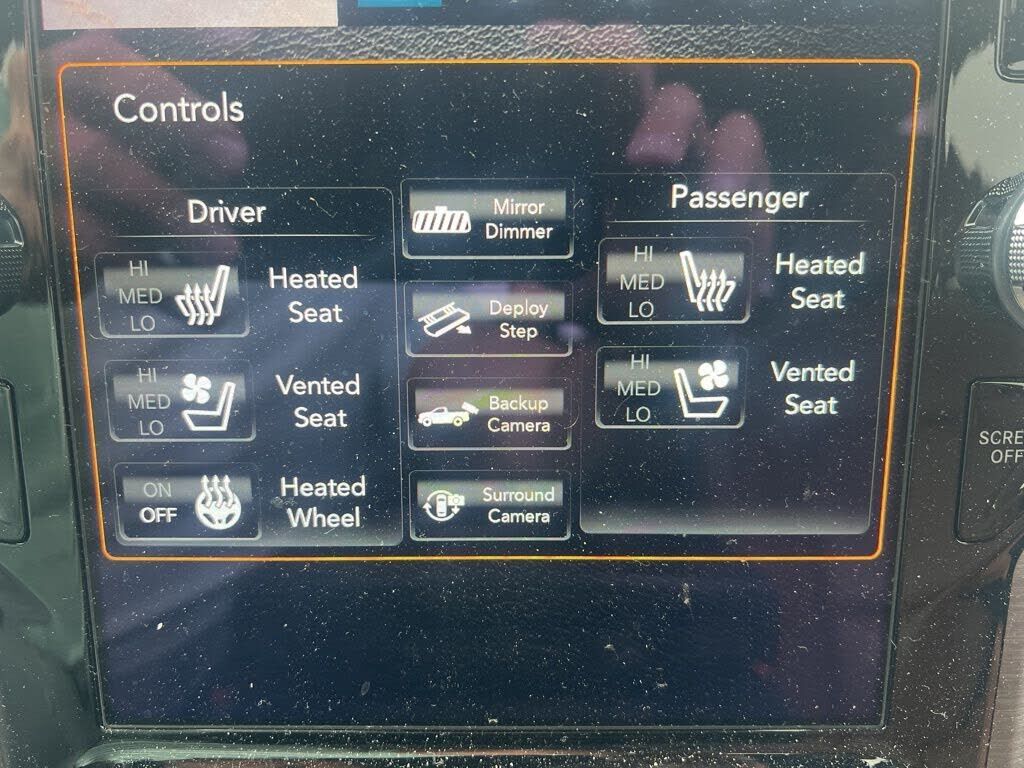 Controls
Driver
HI
MED
LO
Heated
Seat
HI
MED
LO
Vented
Seat
ON
OFF
Heated
Wheel
Mirror
Dimmer
Deploy
Step
Backup
Camera
Surround
Camera
Passenger
HI
MED
LO
Heated
Seat
HI
MED
LO
Vented
Seat
OFF